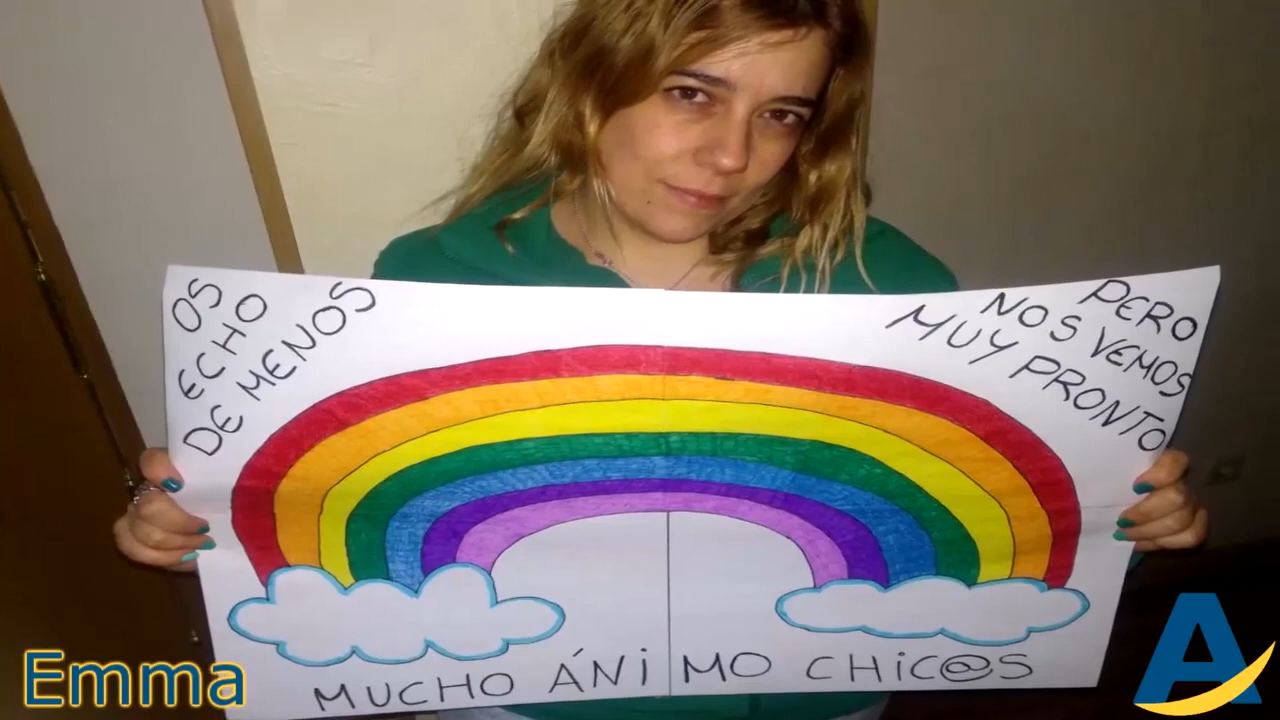 OS
ECHO
DE MENOS
PERO
NOS VEMOS
MUY PRONTO
MUCHO ÁNIMO CHIC@S
Emma
A